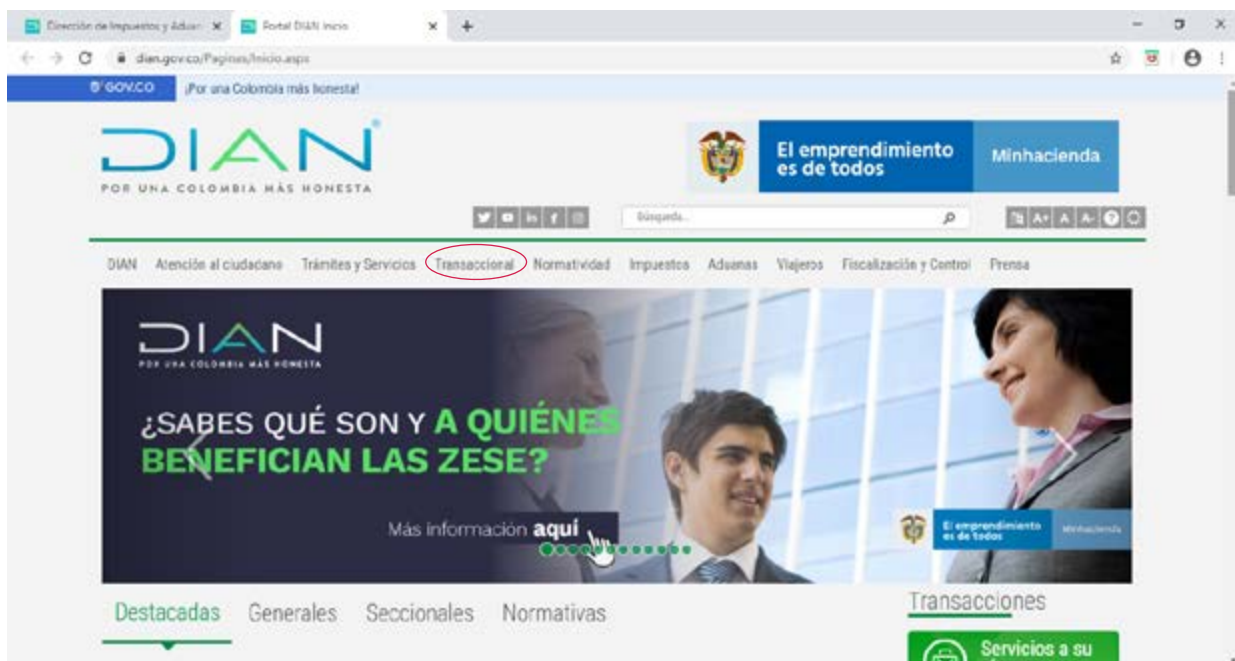 Dirección de Impuestos y Aduan
Portal DIAN Inicio
dian.gov.co/Paginas/Inicio.aspx
GOV.CO
¡Por una Colombia más honesta!
DIAN
POR UNA COLOMBIA MÁS HONESTA
El emprendimiento
es de todos
Minhacienda
Búsqueda...
A+ A A-
DIAN Atención al ciudadano Trámites y Servicios Transaccional Normatividad Impuestos Aduanas Viajeros Fiscalización y Control Prensa
DIAN
POR UNA COLOMBIA MÁS HONESTA
¿SABES QUÉ SON Y A QUIÉNES
BENEFICIAN LAS ZESE?
Más información aquí
El emprendimiento
es de todos
Minhacienda
Destacadas Generales Seccionales Normativas
Transacciones
Servicios a su